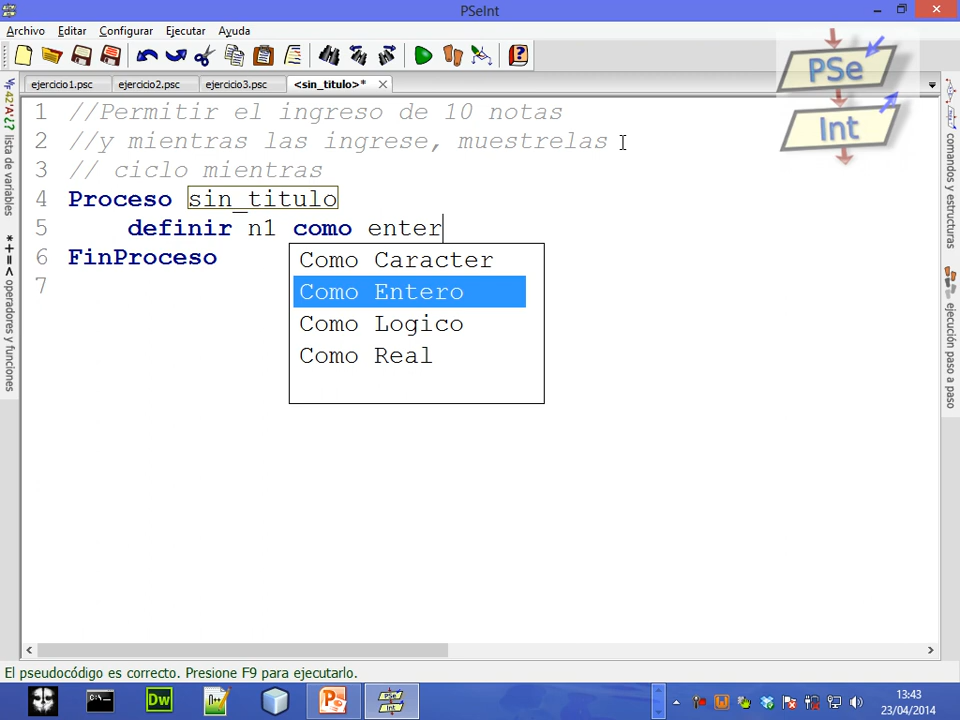 PSeInt
Archivo Editar Configurar Ejecutar Ayuda
ejercicio1.psc ejercicio2.psc ejercicio3.psc <sin_titulo>*
PSe
Int
lista de variables
operadores y funciones
1 //Permitir el ingreso de 10 notas
2 //y mientras las ingrese, muestrelas
3 // ciclo mientras
4 Proceso sin_titulo
5 definir n1 como enter
6 FinProceso
7
Como Caracter
Como Entero
Como Logico
Como Real
comandos y estructuras
ejecución paso a paso
El pseudocódigo es correcto. Presione F9 para ejecutarlo.
13:43
23/04/2014